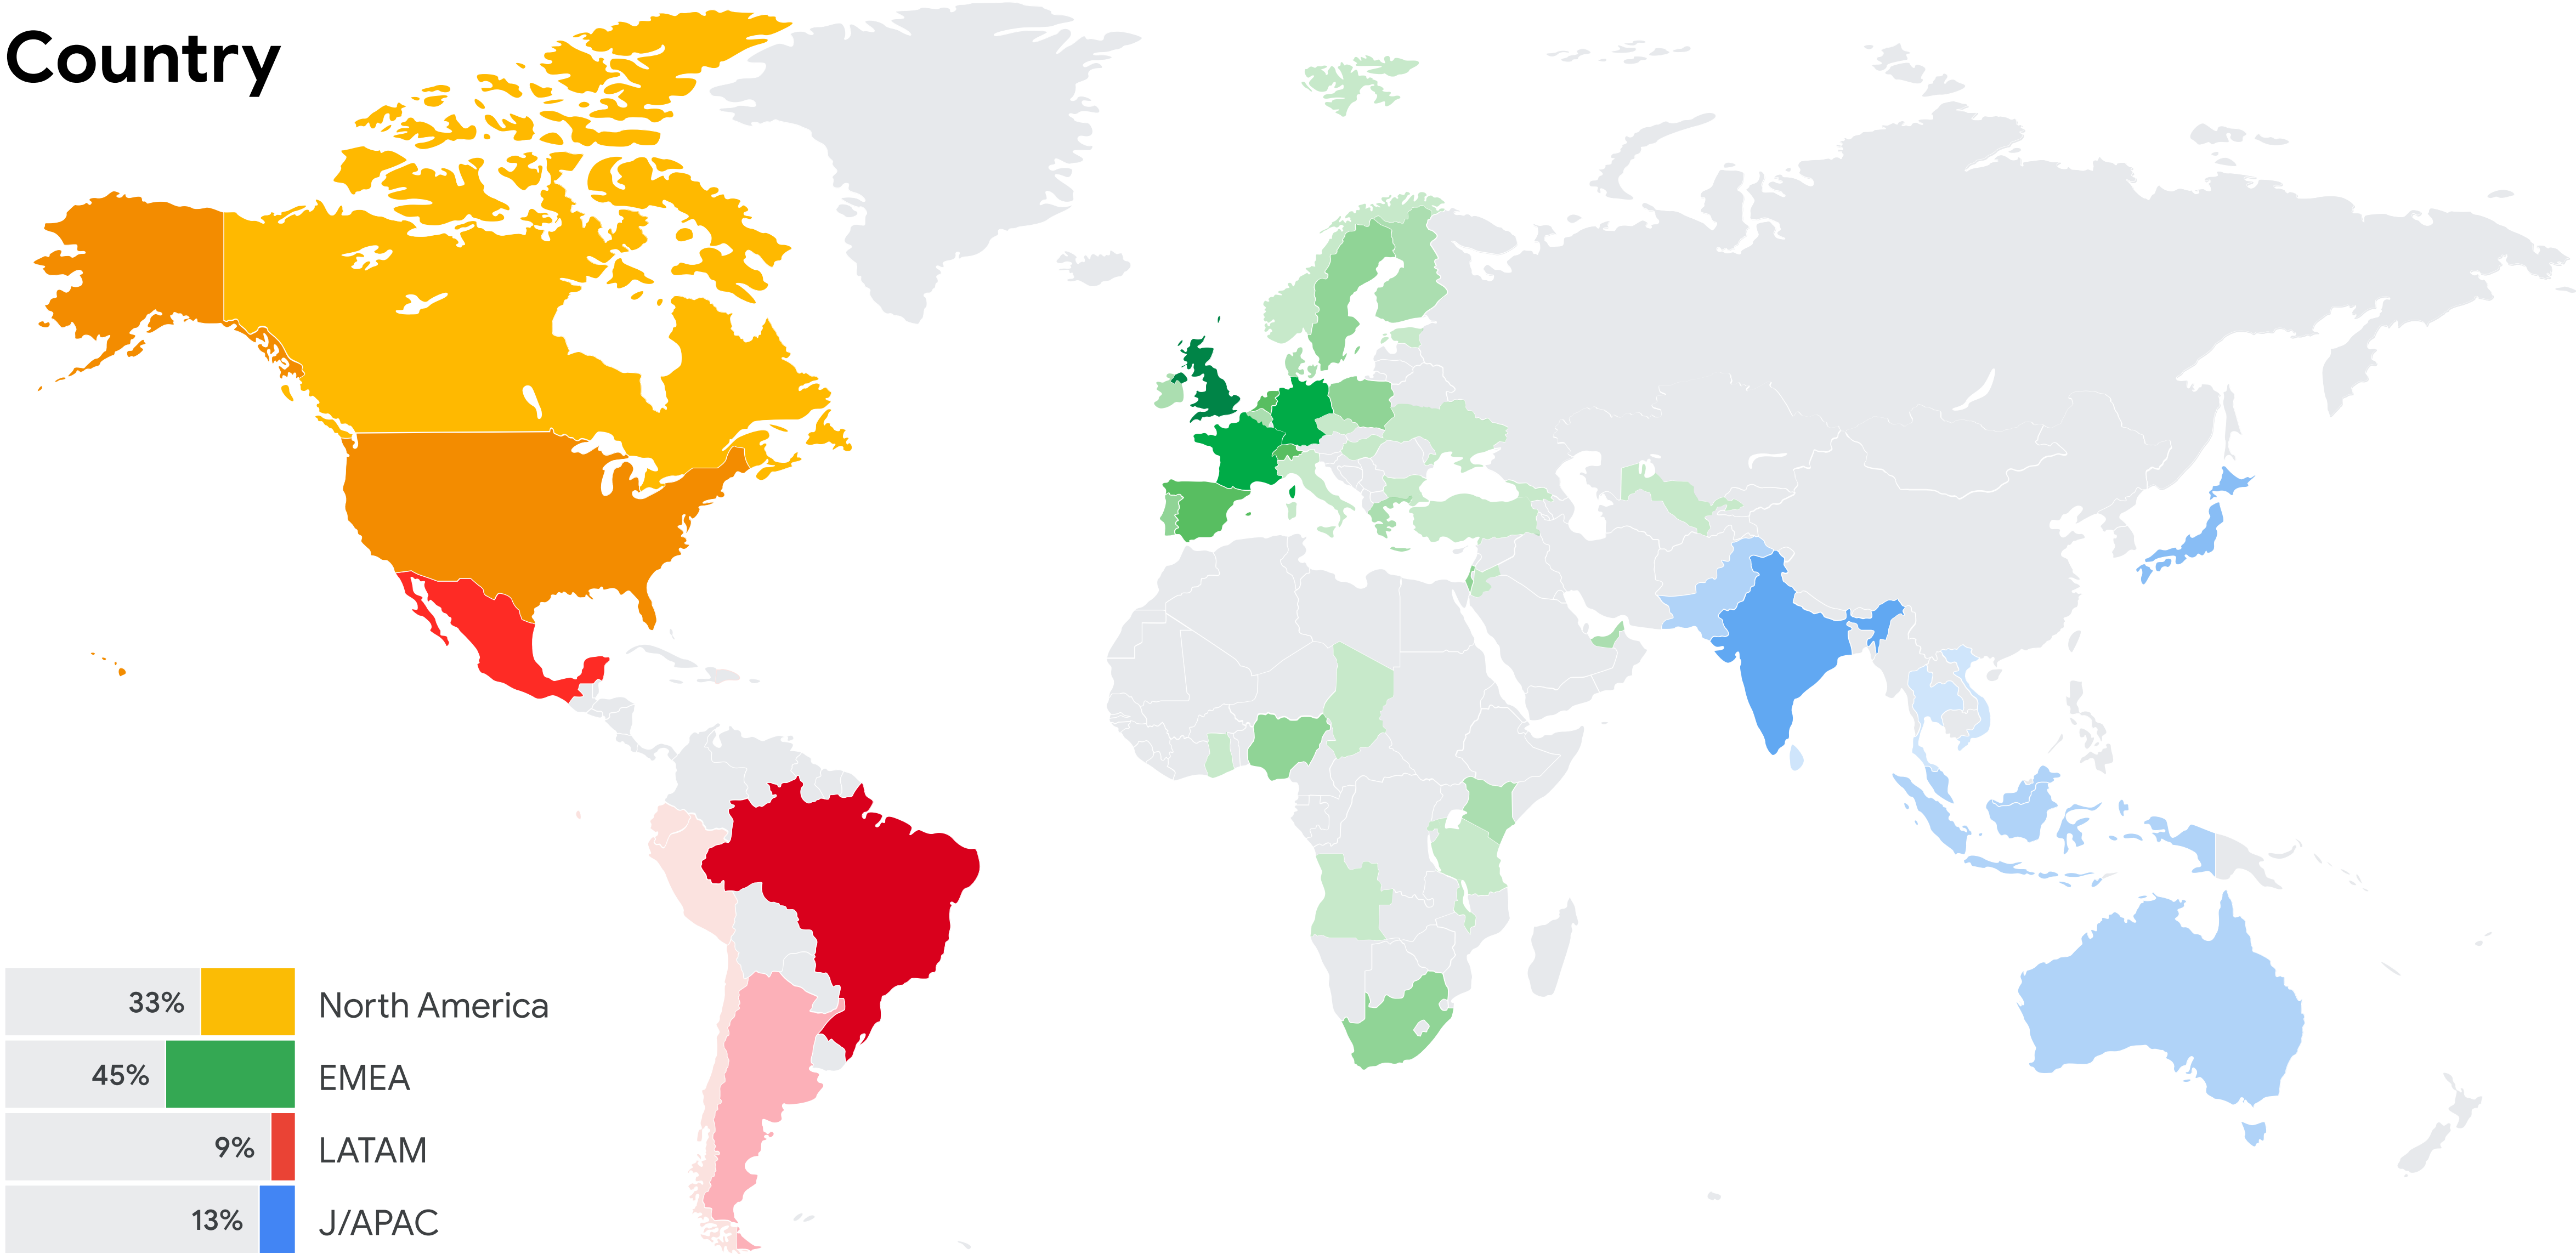 Country
33% North America
45% EMEA
9% LATAM
13% J/APAC